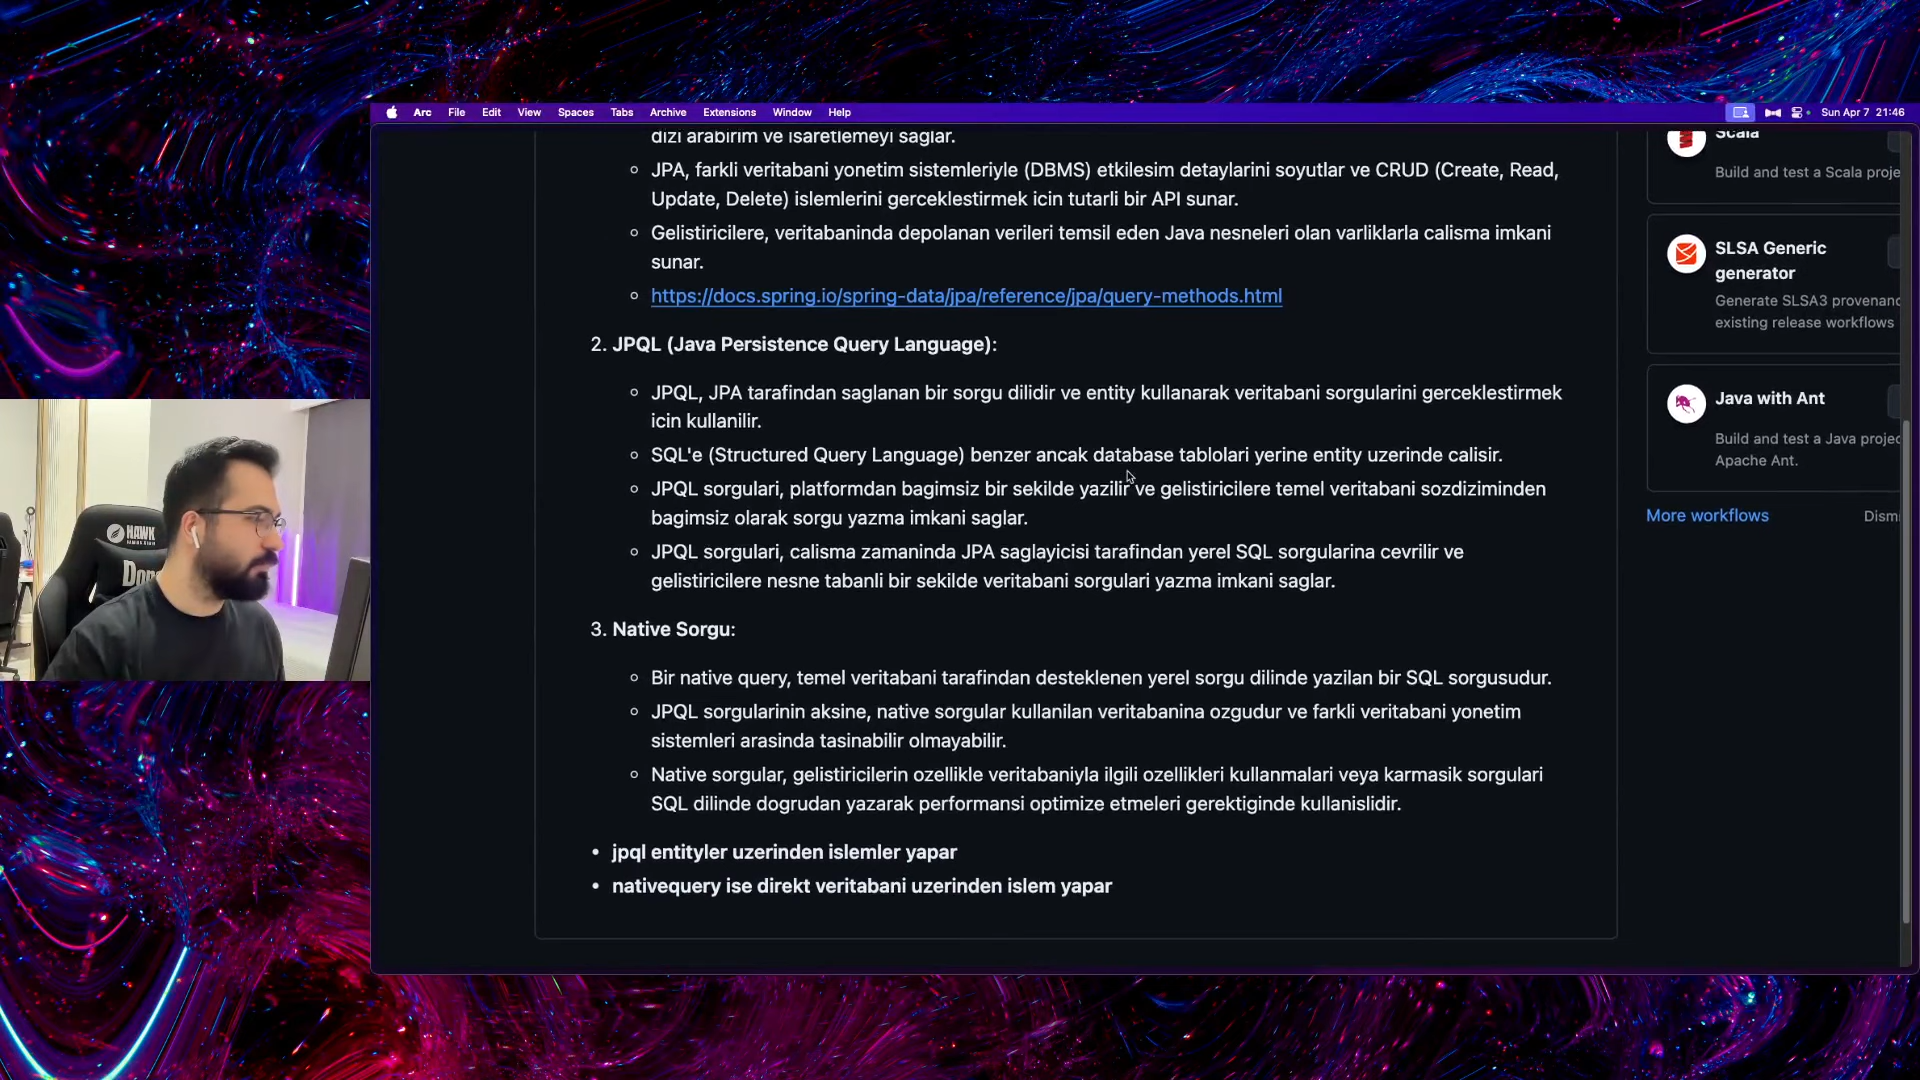 Arc File Edit View Spaces Tabs Archive Extensions Window Help
Sun Apr 7 21:46
dizi arabirim ve isaretlemeyi saglar.
JPA, farkli veritabani yonetim sistemleriyle (DBMS) etkilesim detaylarini soyutlar ve CRUD (Create, Read,
Update, Delete) islemlerini gerceklestirmek icin tutarli bir API sunar.
Gelistiricilere, veritabaninda depolanan verileri temsil eden Java nesneleri olan varliklarla calisma imkani
sunar.
https://docs.spring.io/spring-data/jpa/reference/jpa/query-methods.html
2. JPQL (Java Persistence Query Language):
JPQL, JPA tarafindan saglanan bir sorgu dilidir ve entity kullanarak veritabani sorgularini gerceklestirmek
icin kullanilir.
SQL'e (Structured Query Language) benzer ancak database tablolari yerine entity uzerinde calisir.
JPQL sorgulari, platformdan bagimsiz bir sekilde yazilir ve gelistiricilere temel veritabani sozdiziminden
bagimsiz olarak sorgu yazma imkani saglar.
JPQL sorgulari, calisma zamaninda JPA saglayicisi tarafindan yerel SQL sorgularina cevrilir ve
gelistiricilere nesne tabanli bir sekilde veritabani sorgulari yazma imkani saglar.
3. Native Sorgu:
Bir native query, temel veritabani tarafindan desteklenen yerel sorgu dilinde yazilan bir SQL sorgusudur.
JPQL sorgularinin aksine, native sorgular kullanilan veritabanina ozgudur ve farkli veritabani yonetim
sistemleri arasinda tasinabilir olmayabilir.
Native sorgular, gelistiricilerin ozellikle veritabaniyla ilgili ozellikleri kullanmalari veya karmasik sorgulari
SQL dilinde dogrudan yazarak performansi optimize etmeleri gerektiginde kullanislidir.
• jpql entityler uzerinden islemler yapar
• nativequery ise direkt veritabani uzerinden islem yapar
Scala
Build and test a Scala proje
SLSA Generic
generator
Generate SLSA3 provenanc
existing release workflows
Java with Ant
Build and test a Java projec
Apache Ant.
More workflows
Dism
HAWK